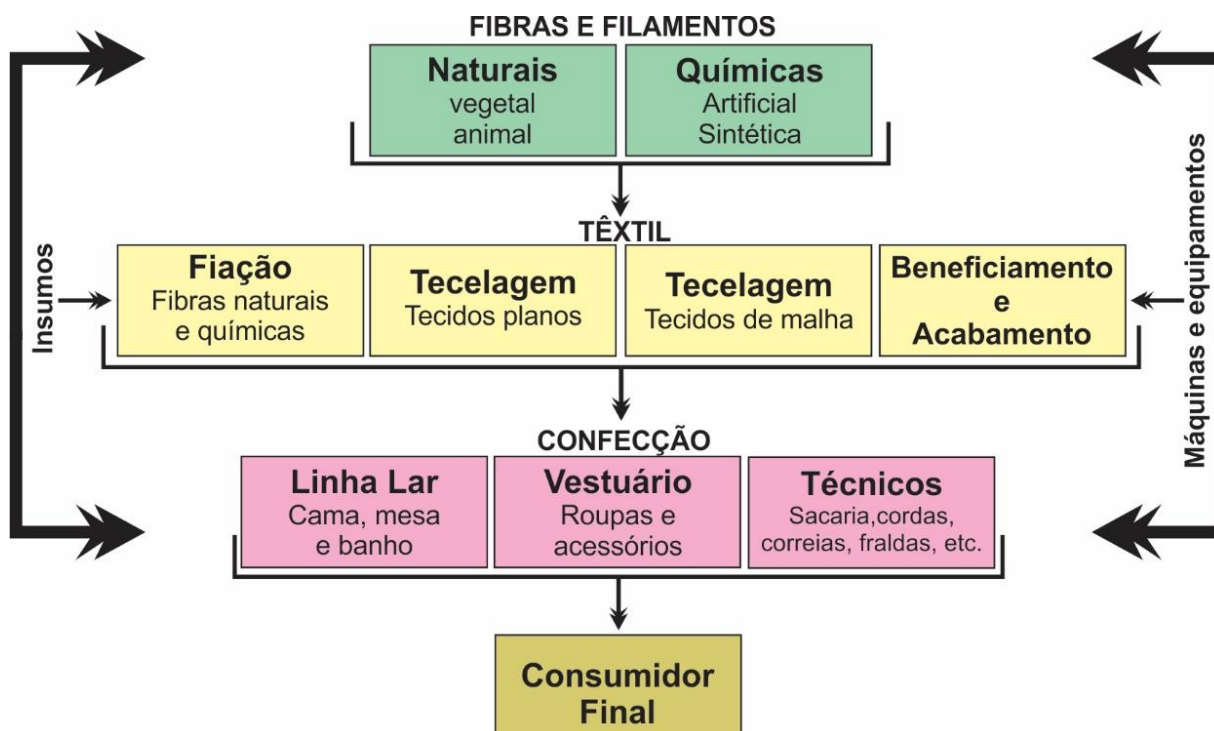 FIBRAS E FILAMENTOS
Naturais
vegetal
animal
Químicas
Artificial
Sintética
TÊXTIL
Fiação
Fibras naturais
e químicas
Tecelagem
Tecidos planos
Tecelagem
Tecidos de malha
Beneficiamento
e
Acabamento
Insumos
Máquinas e equipamentos
CONFECÇÃO
Linha Lar
Cama, mesa
e banho
Vestuário
Roupas e
acessórios
Técnicos
Sacaria,cordas,
correias, fraldas, etc.
Consumidor
Final